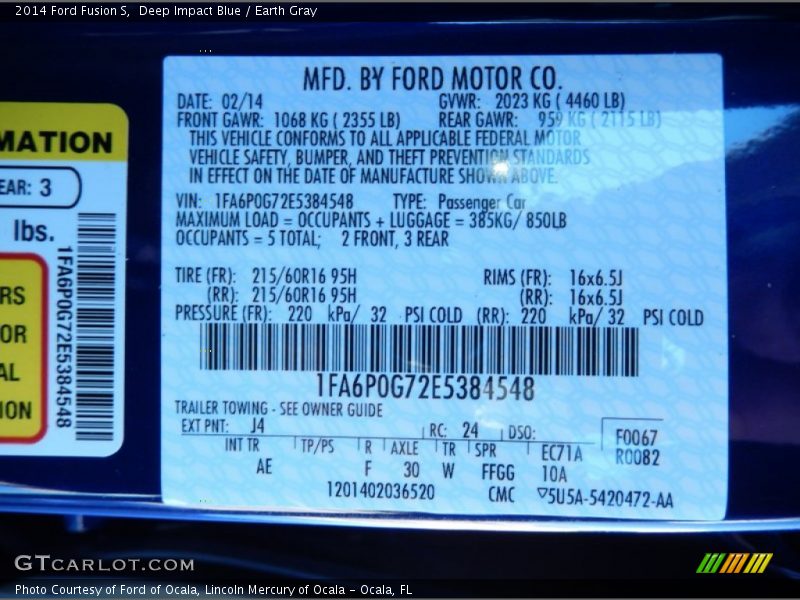 2014 Ford Fusion S,  Deep Impact Blue / Earth Gray
MATION
EAR: 3
lbs.
1FA6P0G72E5384548
RS
OR
AL
ION
MFD. BY FORD MOTOR CO.
DATE: 02/14 GVWR: 2023 KG ( 4460 LB)
FRONT GAWR: 1068 KG ( 2355 LB) REAR GAWR: 959 KG ( 2115 LB)
THIS VEHICLE CONFORMS TO ALL APPLICABLE FEDERAL MOTOR
VEHICLE SAFETY, BUMPER, AND THEFT PREVENTION STANDARDS
IN EFFECT ON THE DATE OF MANUFACTURE SHOWN ABOVE.
VIN: 1FA6P0G72E5384548 TYPE: Passenger Car
MAXIMUM LOAD = OCCUPANTS + LUGGAGE = 385KG/ 850LB
OCCUPANTS = 5 TOTAL; 2 FRONT, 3 REAR
TIRE (FR): 215/60R16 95H RIMS (FR): 16x6.5J
(RR): 215/60R16 95H (RR): 16x6.5J
PRESSURE (FR): 220 kPa/ 32 PSI COLD (RR): 220 kPa/ 32 PSI COLD
1FA6P0G72E5384548
TRAILER TOWING - SEE OWNER GUIDE
EXT PNT: J4 RC: 24 DSO: F0067
INT TR TP/PS R AXLE TR SPR EC71A R0082
AE F 30 W FFGG 10A
1201402036520 CMC ▽5U5A-5420472-AA
GTCARLOT.COM
Photo Courtesy of Ford of Ocala, Lincoln Mercury of Ocala - Ocala, FL